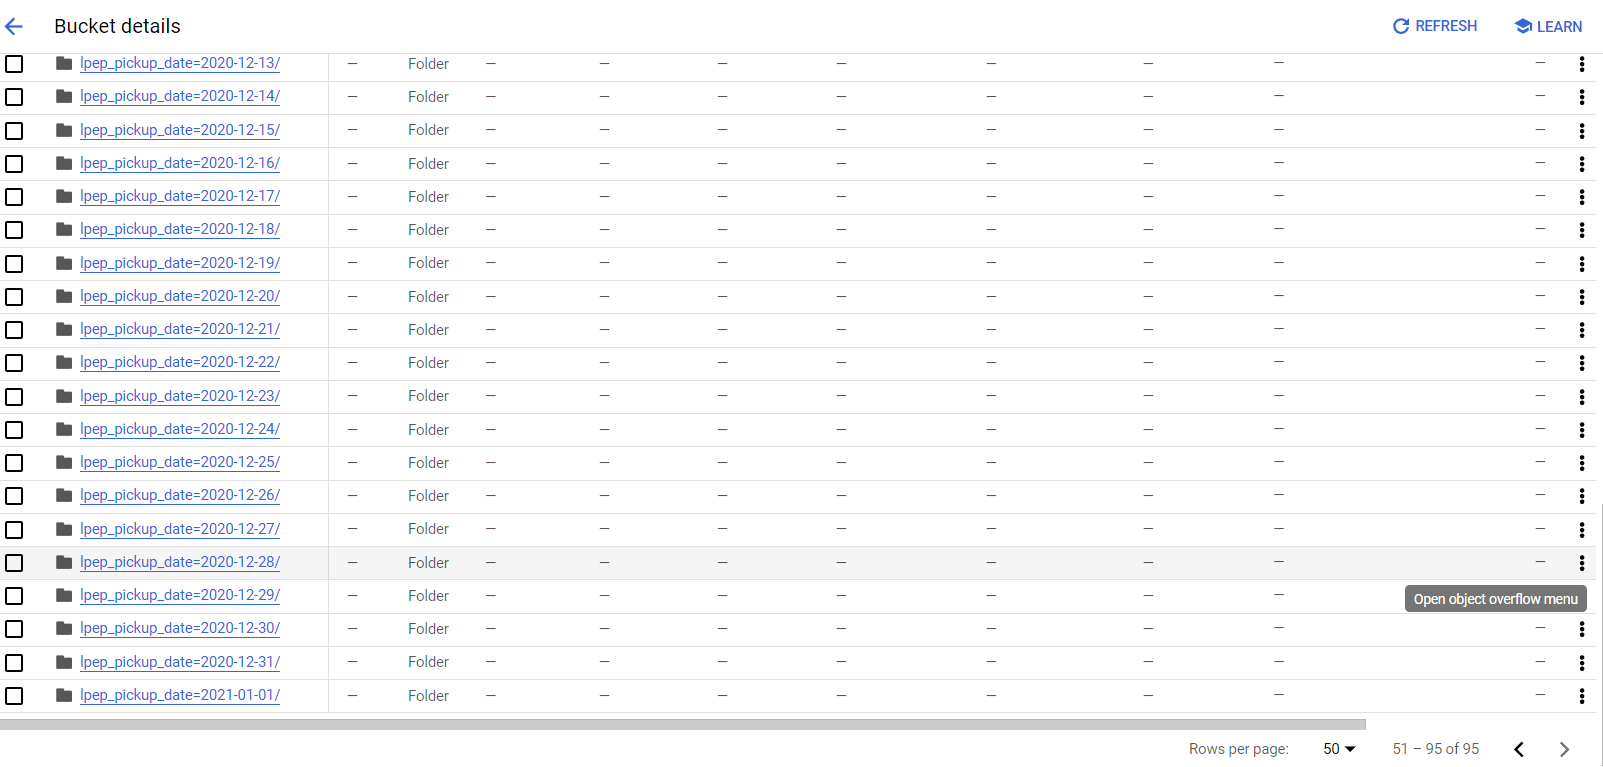 Bucket details REFRESH LEARN
lpep_pickup_date=2020-12-13/ — Folder — — — — — — — —
lpep_pickup_date=2020-12-14/ — Folder — — — — — — — —
lpep_pickup_date=2020-12-15/ — Folder — — — — — — — —
lpep_pickup_date=2020-12-16/ — Folder — — — — — — — —
lpep_pickup_date=2020-12-17/ — Folder — — — — — — — —
lpep_pickup_date=2020-12-18/ — Folder — — — — — — — —
lpep_pickup_date=2020-12-19/ — Folder — — — — — — — —
lpep_pickup_date=2020-12-20/ — Folder — — — — — — — —
lpep_pickup_date=2020-12-21/ — Folder — — — — — — — —
lpep_pickup_date=2020-12-22/ — Folder — — — — — — — —
lpep_pickup_date=2020-12-23/ — Folder — — — — — — — —
lpep_pickup_date=2020-12-24/ — Folder — — — — — — — —
lpep_pickup_date=2020-12-25/ — Folder — — — — — — — —
lpep_pickup_date=2020-12-26/ — Folder — — — — — — — —
lpep_pickup_date=2020-12-27/ — Folder — — — — — — — —
lpep_pickup_date=2020-12-28/ — Folder — — — — — — — —
lpep_pickup_date=2020-12-29/ — Folder — — — — — — — Open object overflow menu
lpep_pickup_date=2020-12-30/ — Folder — — — — — — — —
lpep_pickup_date=2020-12-31/ — Folder — — — — — — — —
lpep_pickup_date=2021-01-01/ — Folder — — — — — — — —
Rows per page: 50 51 – 95 of 95